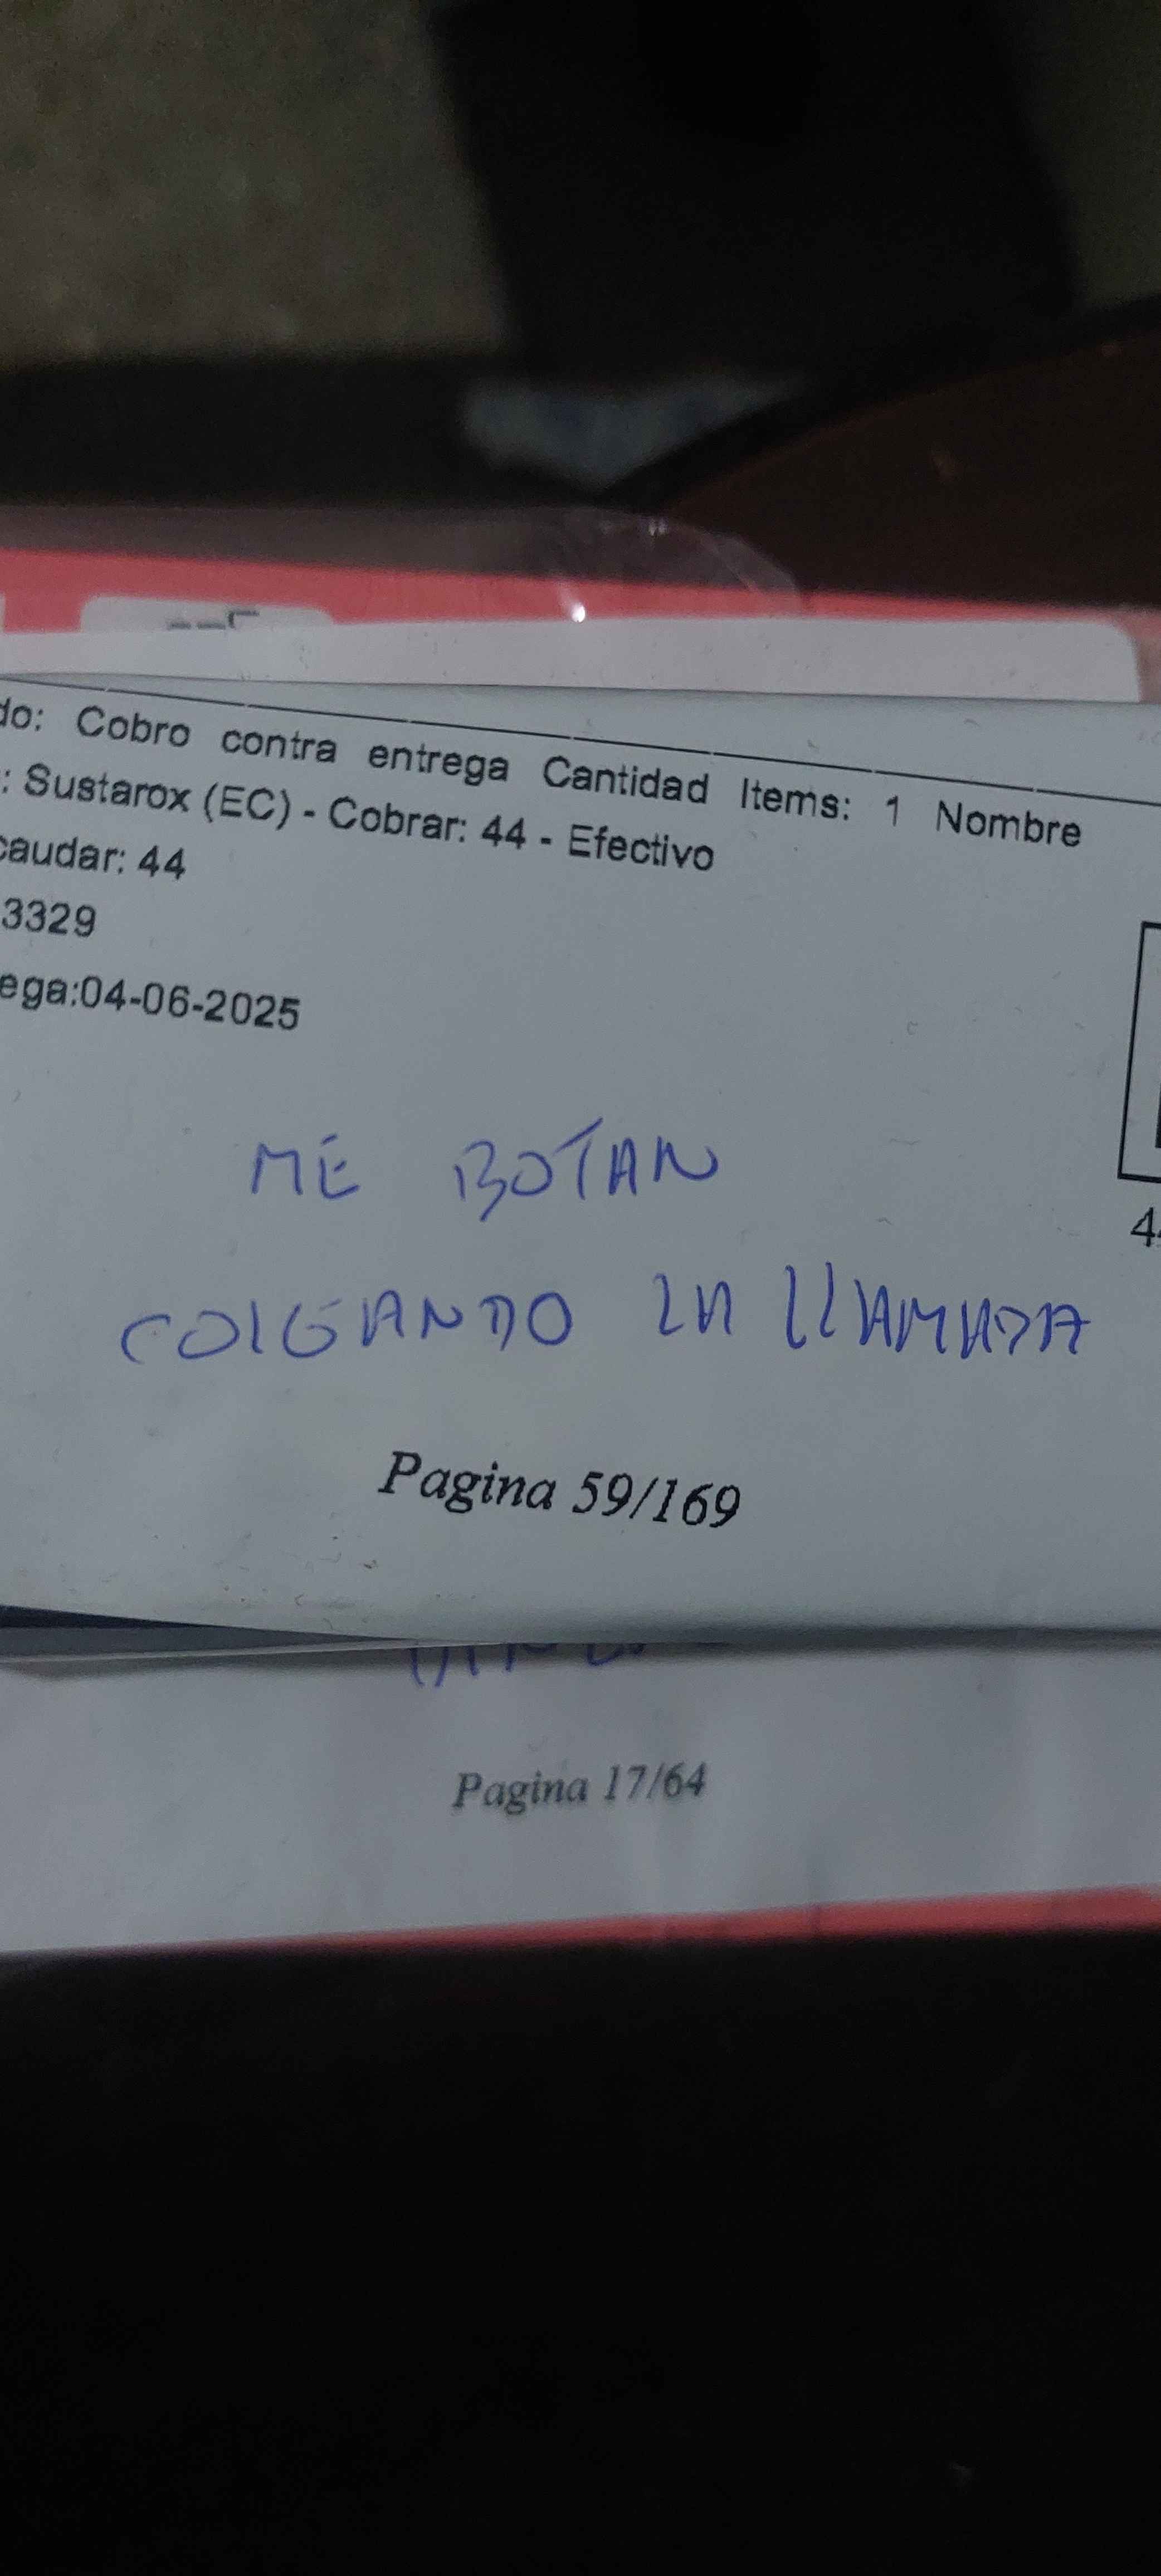 do: Cobro contra entrega Cantidad Items: 1 Nombre
: Sustarox (EC) - Cobrar: 44 - Efectivo
caudar: 44
3329
ega:04-06-2025
ME BOTAN
COLGANDO LA LLAMADA
Pagina 59/169
Pagina 17/64